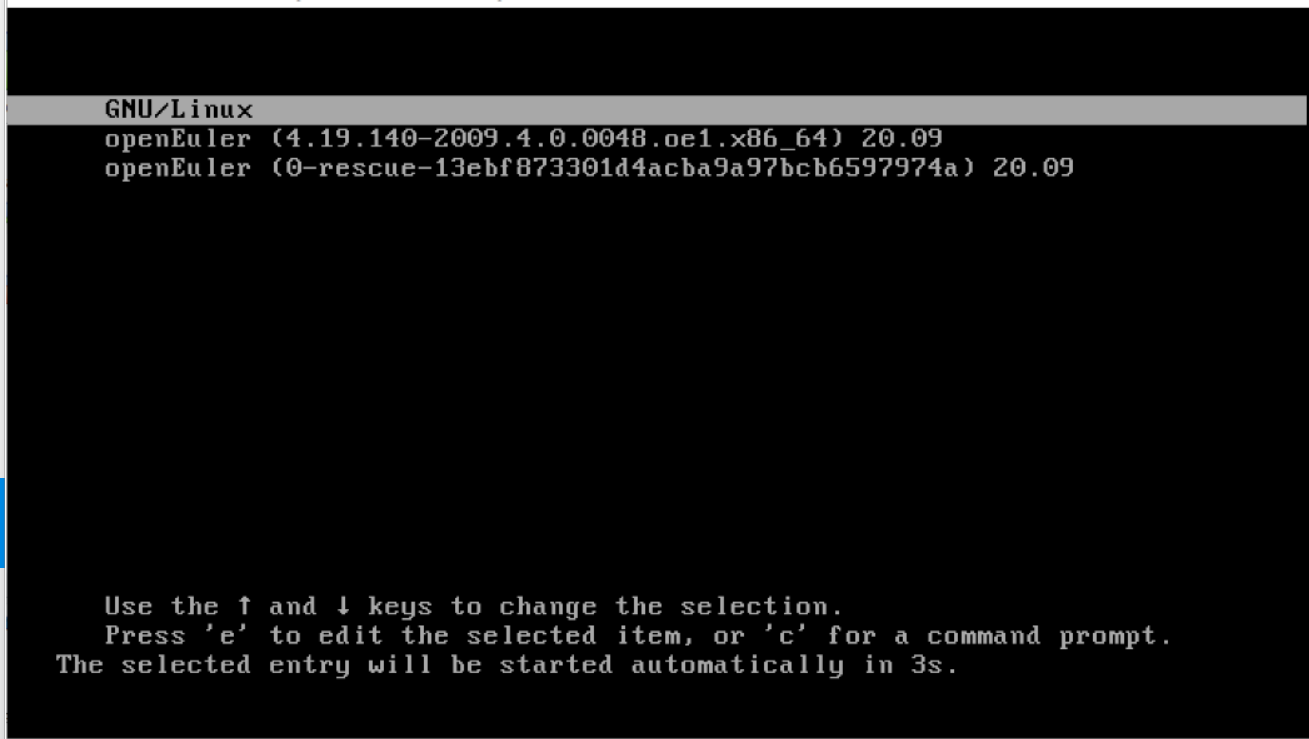 GNU/Linux
openEuler (4.19.140-2009.4.0.0048.oe1.x86_64) 20.09
openEuler (0-rescue-13ebf873301d4acba9a97bcb6597974a) 20.09
Use the ↑ and ↓ keys to change the selection.
Press 'e' to edit the selected item, or 'c' for a command prompt.
The selected entry will be started automatically in 3s.